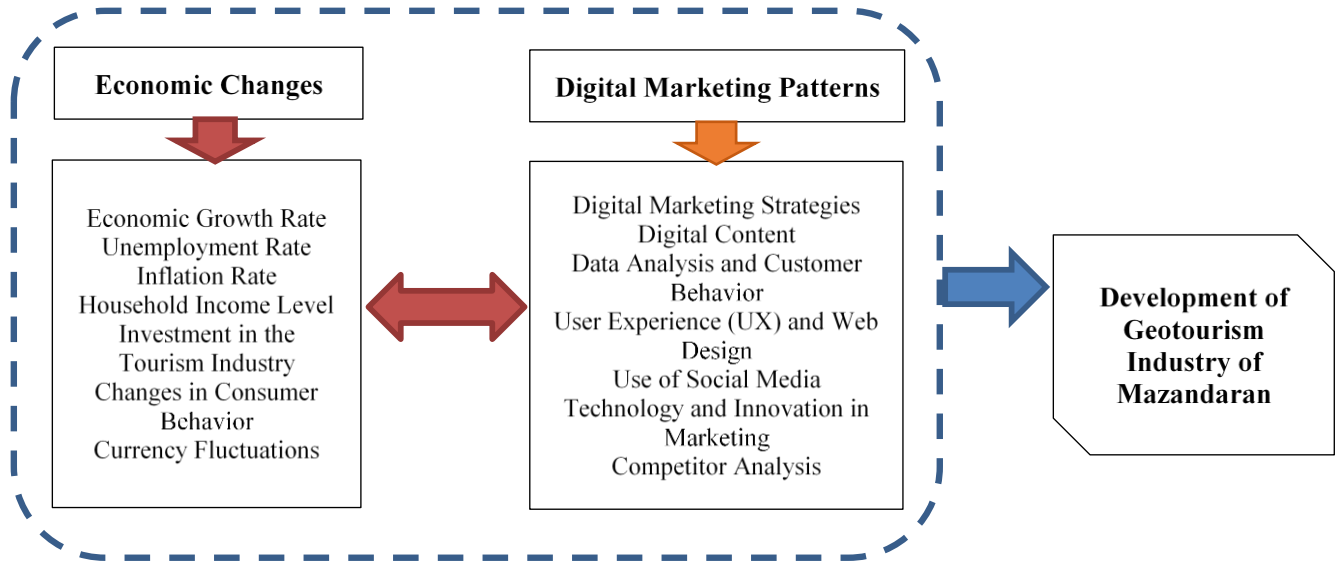 Economic Changes
Economic Growth Rate
Unemployment Rate
Inflation Rate
Household Income Level
Investment in the
Tourism Industry
Changes in Consumer
Behavior
Currency Fluctuations
Digital Marketing Patterns
Digital Marketing Strategies
Digital Content
Data Analysis and Customer
Behavior
User Experience (UX) and Web
Design
Use of Social Media
Technology and Innovation in
Marketing
Competitor Analysis
Development of
Geotourism
Industry of
Mazandaran